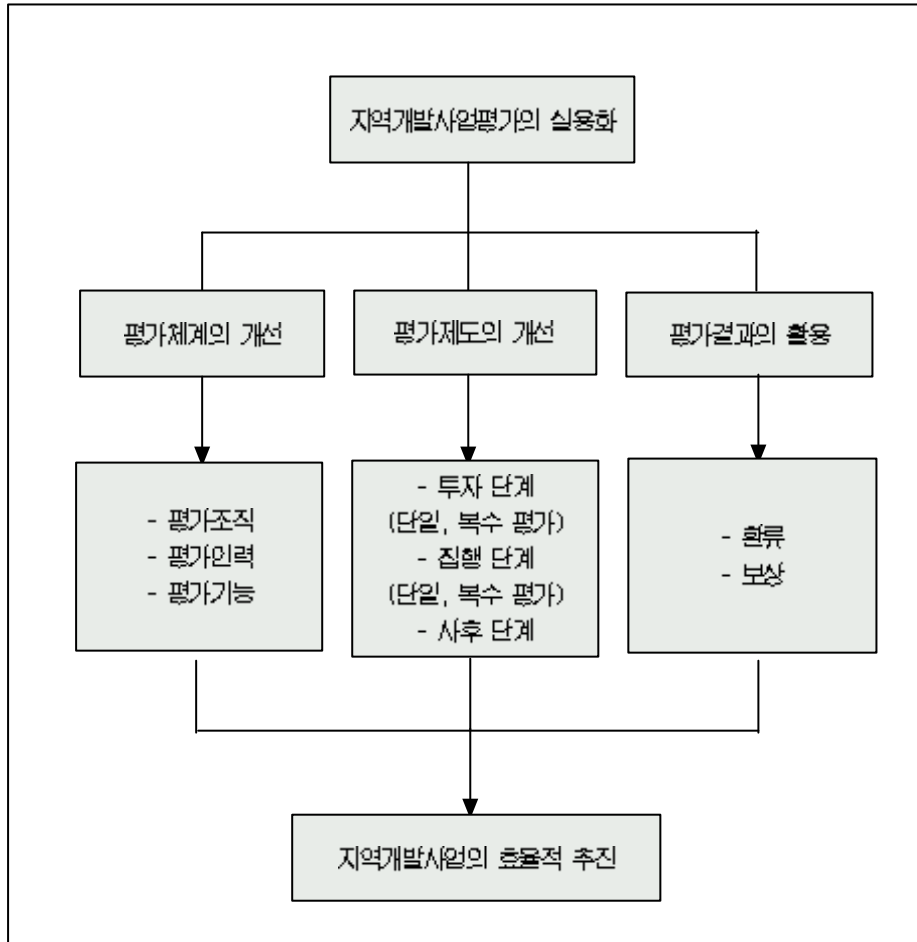 지역개발사업평가의 실용화
평가체계의 개선
평가제도의 개선
평가결과의 활용
- 평가조직
- 평가인력
- 평가기능
- 투자 단계
(단일, 복수 평가)
- 집행 단계
(단일, 복수 평가)
- 사후 단계
- 환류
- 보상
지역개발사업의 효율적 추진